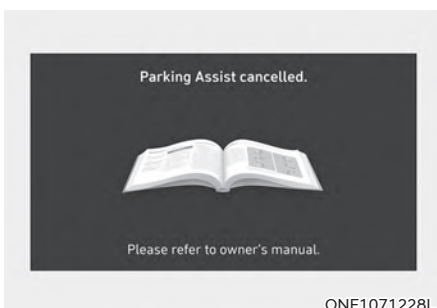 Parking Assist cancelled.
Please refer to owner's manual.
ONE1071228L